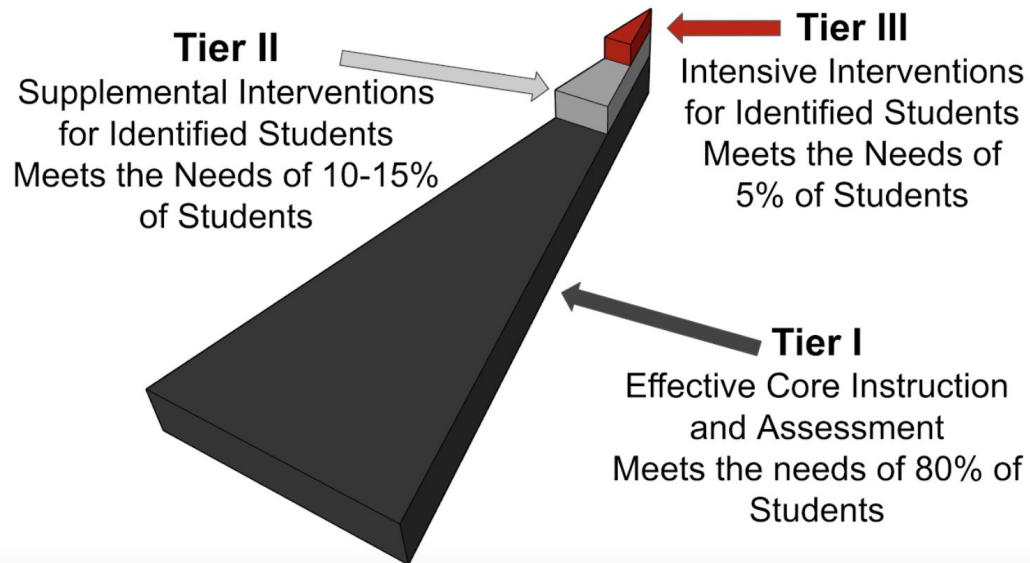 Tier II
Supplemental Interventions
for Identified Students
Meets the Needs of 10-15%
of Students
Tier III
Intensive Interventions
for Identified Students
Meets the Needs of
5% of Students
Tier I
Effective Core Instruction
and Assessment
Meets the needs of 80% of
Students